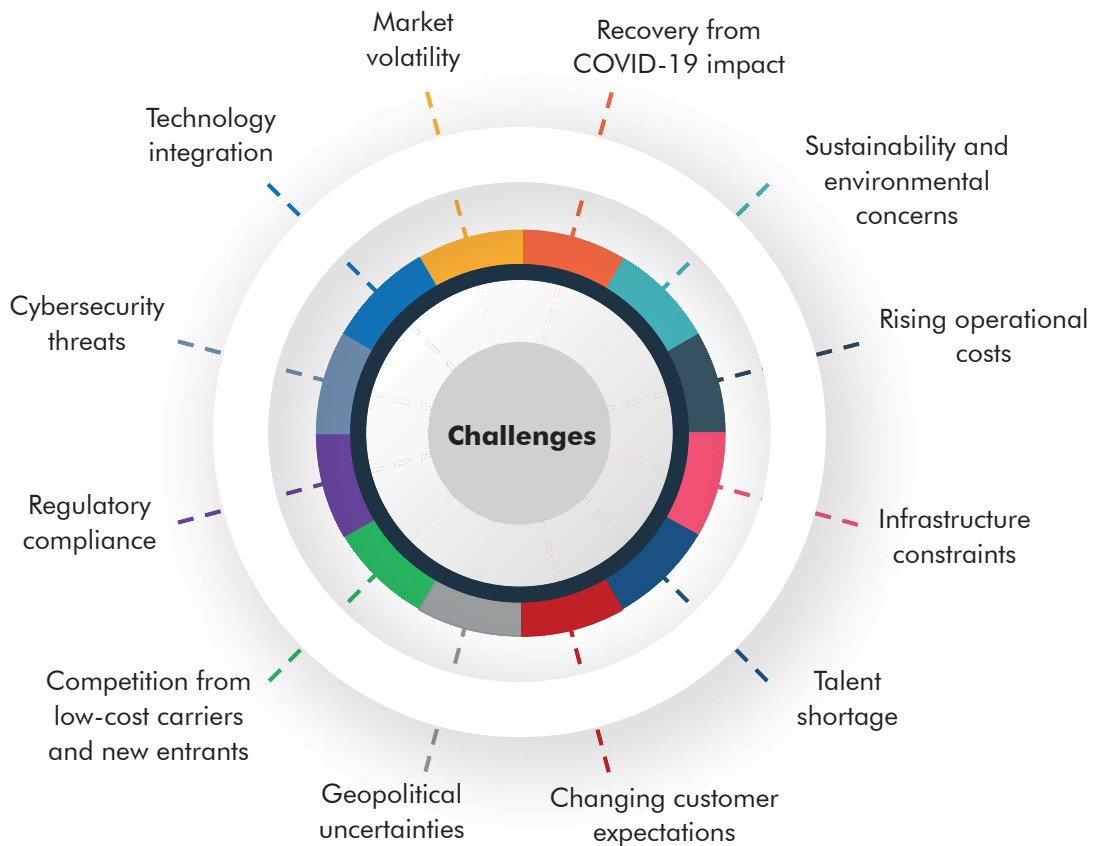 Market
volatility
Recovery from
COVID-19 impact
Technology
integration
Sustainability and
environmental
concerns
Cybersecurity
threats
Rising operational
costs
Challenges
Regulatory
compliance
Infrastructure
constraints
Competition from
low-cost carriers
and new entrants
Talent
shortage
Geopolitical
uncertainties
Changing customer
expectations